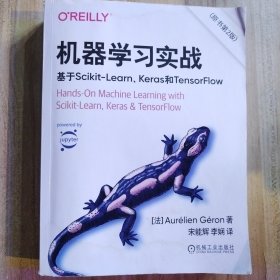 O'REILLY
(原书第2版)
机器学习实战
基于Scikit-Learn、Keras和TensorFlow
Hands-On Machine Learning with
Scikit-Learn, Keras & TensorFlow
powered by
jupyter
[法] Aurélien Géron 著
宋能辉 李娴 译
机械工业出版社